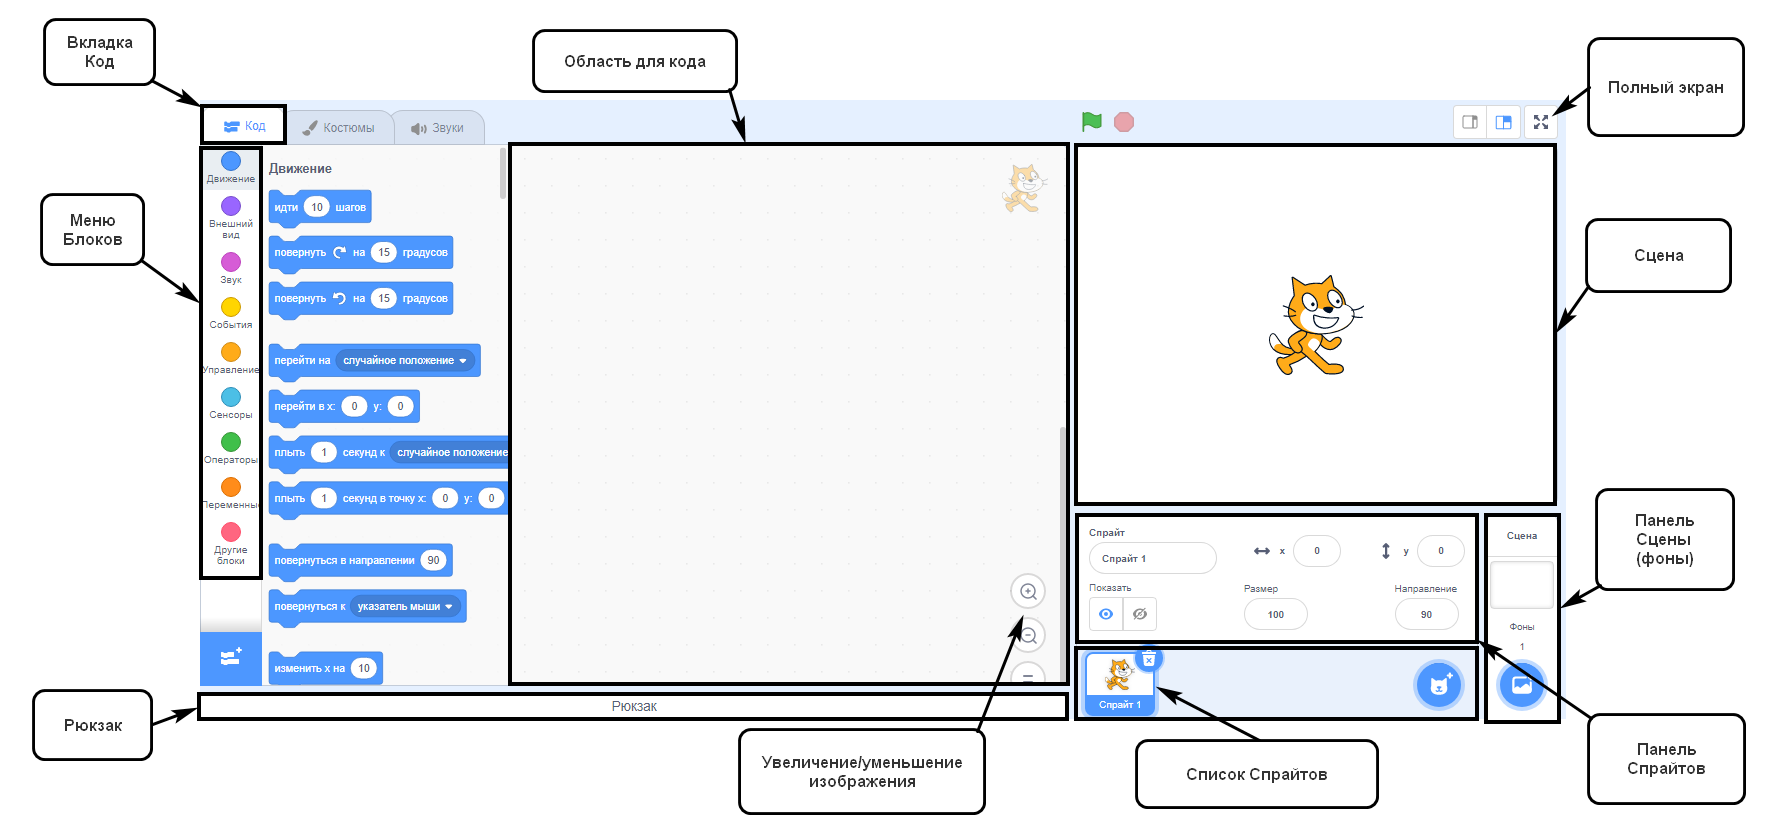 Вкладка
Код
Область для кода
Полный экран
Код
Костюмы
Звуки
Движение
Внешний
вид
Звук
События
Управление
Сенсоры
Операторы
Переменны
Другие
блоки
Движение
идти 10 шагов
повернуть на 15 градусов
повернуть на 15 градусов
перейти на случайное положение
перейти в x: 0 y: 0
плыть 1 секунд к случайное положение
плыть 1 секунд в точку x: 0 y: 0
повернуться в направлении 90
повернуться к указатель мыши
изменить x на 10
Меню
Блоков
Сцена
Спрайт
Спрайт 1
x 0
y 0
Показать
Размер
100
Направление
90
Сцена
Фоны
1
Панель
Сцены
(фоны)
Спрайт 1
Рюкзак
Рюкзак
Увеличение/уменьшение
изображения
Список Спрайтов
Панель
Спрайтов